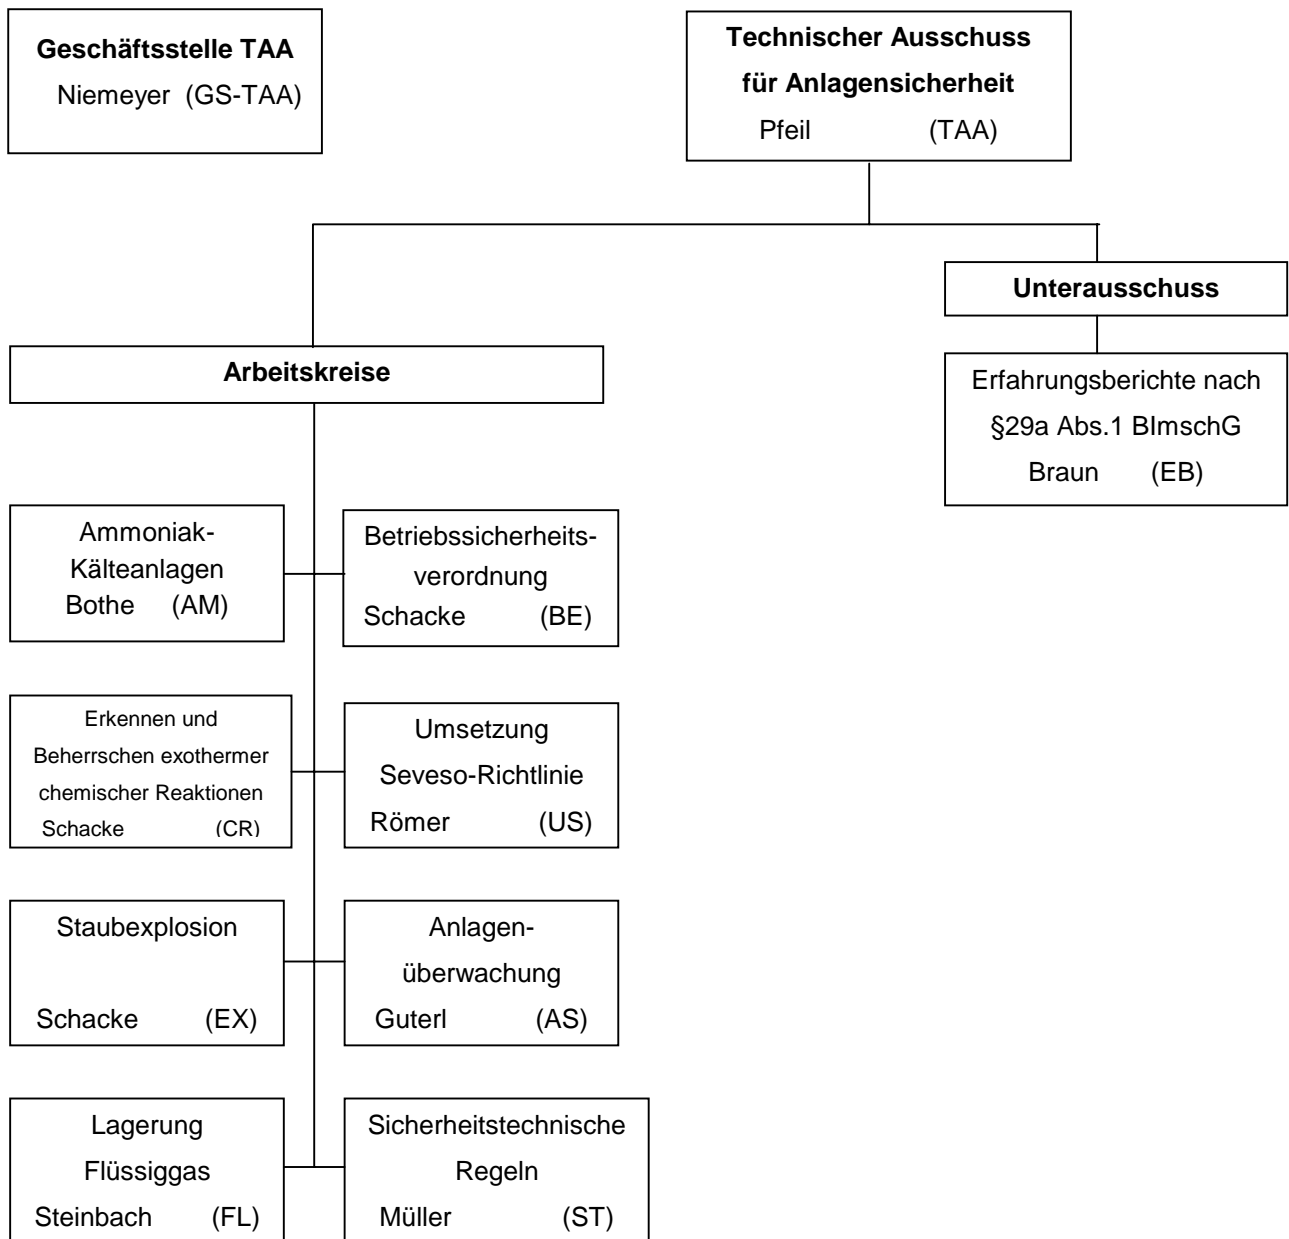 Geschäftsstelle TAA
Niemeyer (GS-TAA)
Technischer Ausschuss
für Anlagensicherheit
Pfeil (TAA)
Unterausschuss
Erfahrungsberichte nach
§29a Abs.1 BImschG
Braun (EB)
Arbeitskreise
Ammoniak-
Kälteanlagen
Bothe (AM)
Betriebssicherheits-
verordnung
Schacke (BE)
Erkennen und
Beherrschen exothermer
chemischer Reaktionen
Schacke (CR)
Umsetzung
Seveso-Richtlinie
Römer (US)
Staubexplosion
Schacke (EX)
Anlagen-
überwachung
Guterl (AS)
Lagerung
Flüssiggas
Steinbach (FL)
Sicherheitstechnische
Regeln
Müller (ST)